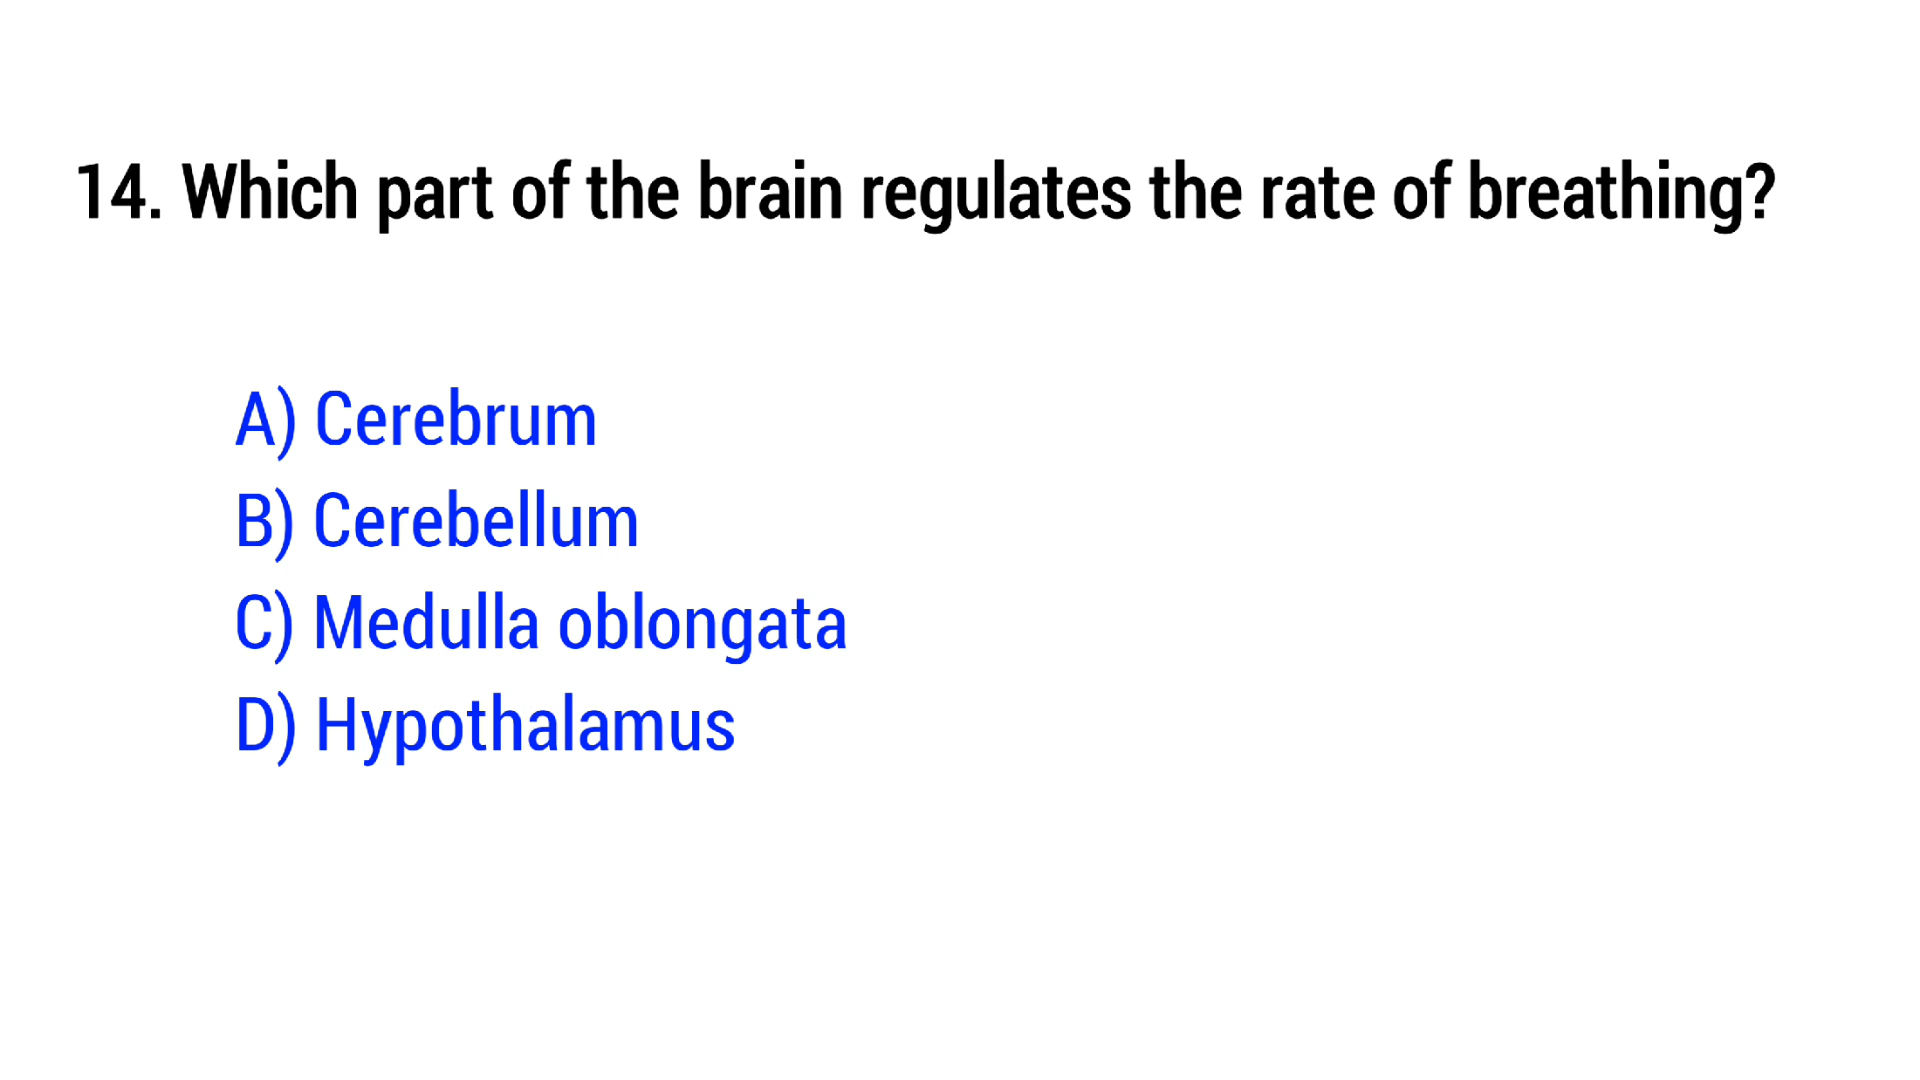 14. Which part of the brain regulates the rate of breathing?
A) Cerebrum
B) Cerebellum
C) Medulla oblongata
D) Hypothalamus